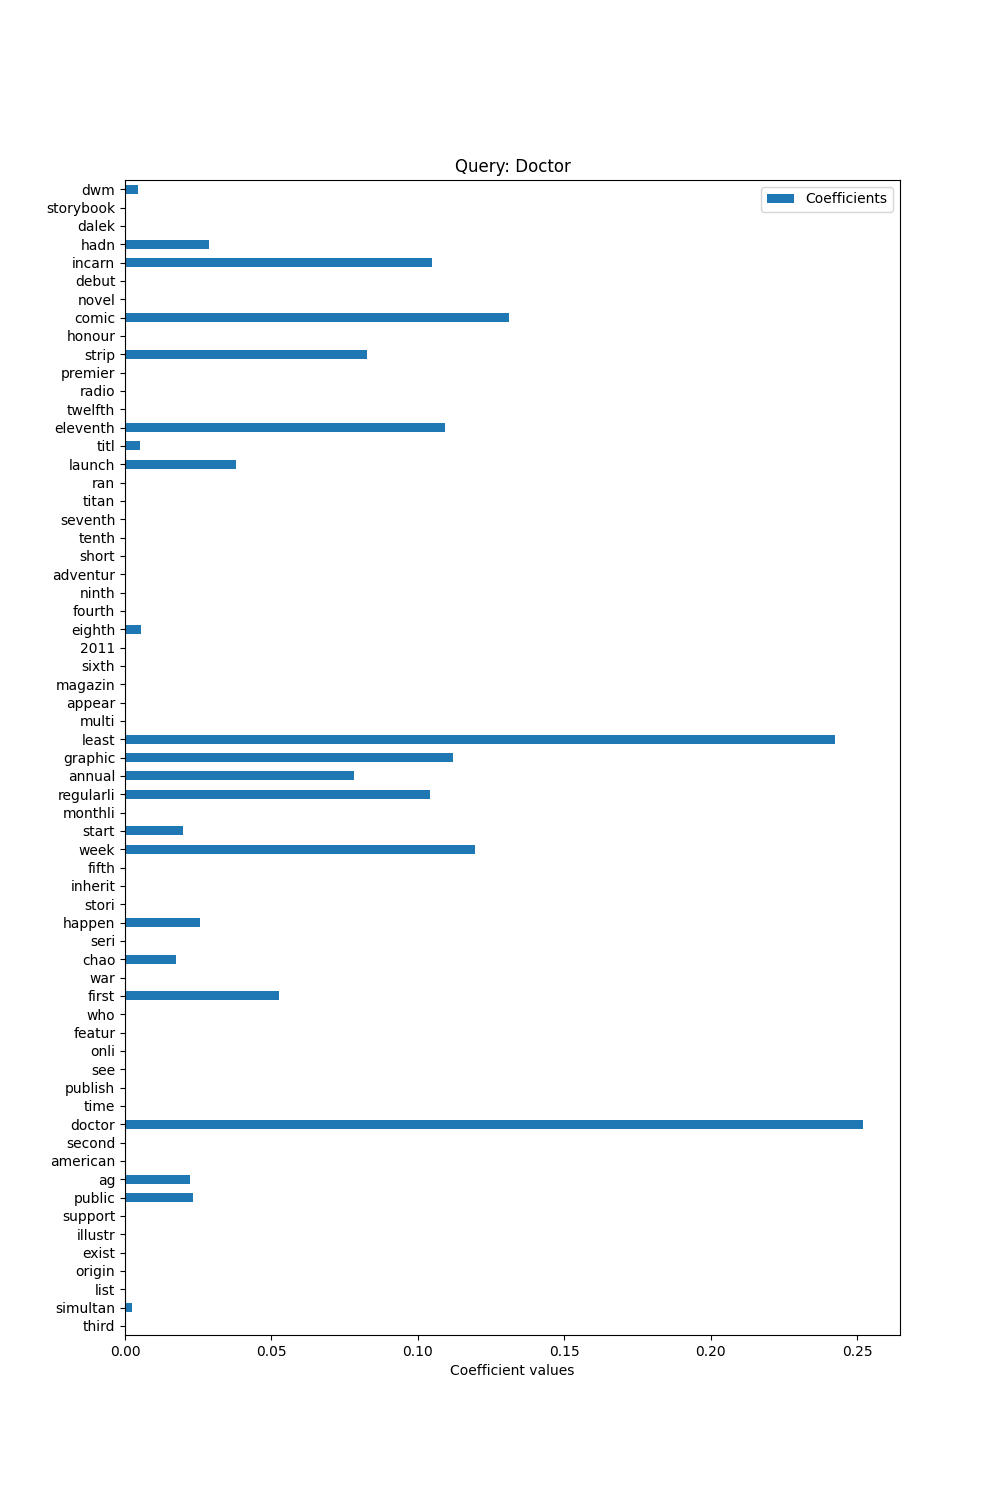 Query: Doctor
Coefficients
dwm
storybook
dalek
hadn
incarn
debut
novel
comic
honour
strip
premier
radio
twelfth
eleventh
titl
launch
ran
titan
seventh
tenth
short
adventur
ninth
fourth
eighth
2011
sixth
magazin
appear
multi
least
graphic
annual
regularli
monthli
start
week
fifth
inherit
stori
happen
seri
chao
war
first
who
featur
onli
see
publish
time
doctor
second
american
ag
public
support
illustr
exist
origin
list
simultan
third
0.00 0.05 0.10 0.15 0.20 0.25
Coefficient values